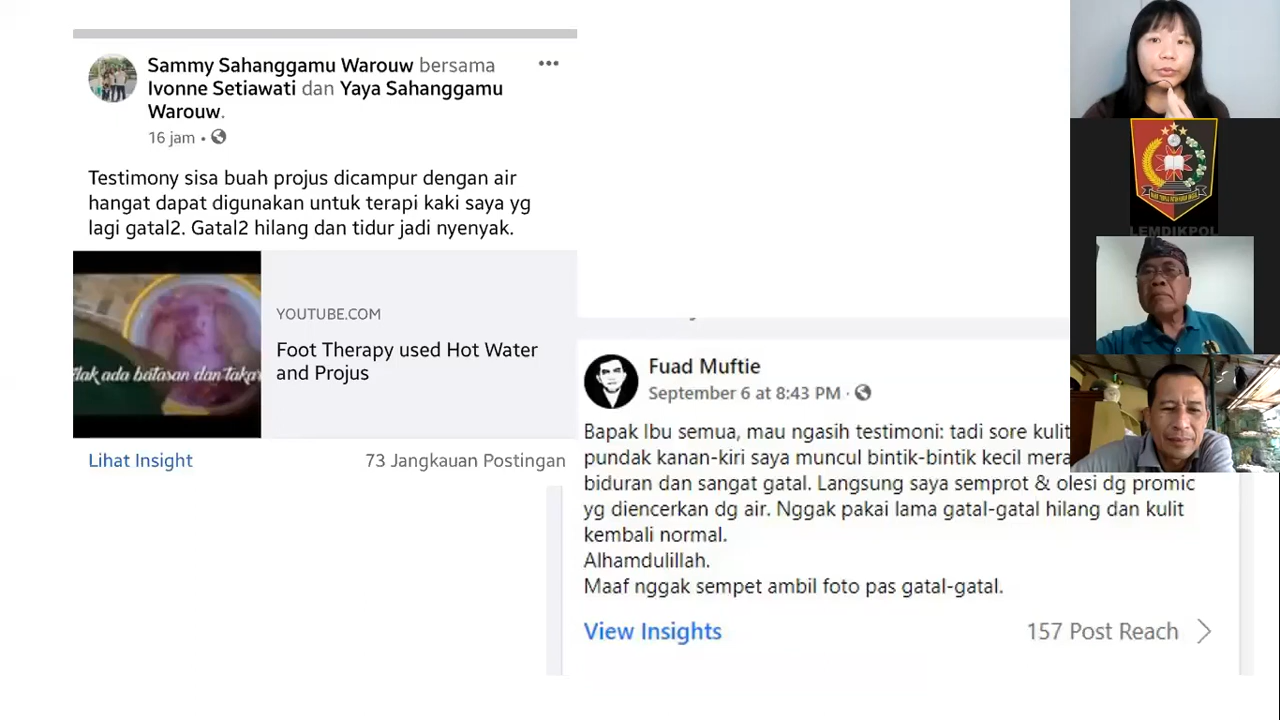 Sammy Sahanggamu Warouw bersama
Ivonne Setiawati dan Yaya Sahanggamu
Warouw.
16 jam ·
Testimony sisa buah projus dicampur dengan air
hangat dapat digunakan untuk terapi kaki saya yg
lagi gatal2. Gatal2 hilang dan tidur jadi nyenyak.
dak ada batasan dan takar
YOUTUBE.COM
Foot Therapy used Hot Water
and Projus
Lihat Insight
73 Jangkauan Postingan
Fuad Muftie
September 6 at 8:43 PM ·
Bapak Ibu semua, mau ngasih testimoni: tadi sore kulit
pundak kanan-kiri saya muncul bintik-bintik kecil mera
biduran dan sangat gatal. Langsung saya semprot & olesi dg promic
yg diencerkan dg air. Nggak pakai lama gatal-gatal hilang dan kulit
kembali normal.
Alhamdulillah.
Maaf nggak sempet ambil foto pas gatal-gatal.
View Insights
157 Post Reach
LEMDIKPOL